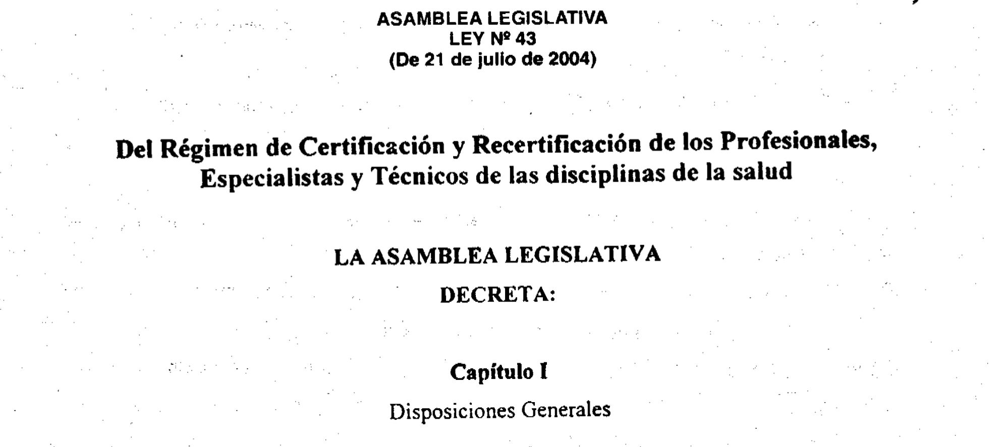 ASAMBLEA LEGISLATIVA
LEY Nº 43
(De 21 de julio de 2004)
Del Régimen de Certificación y Recertificación de los Profesionales,
Especialistas y Técnicos de las disciplinas de la salud
LA ASAMBLEA LEGISLATIVA
DECRETA:
Capítulo I
Disposiciones Generales